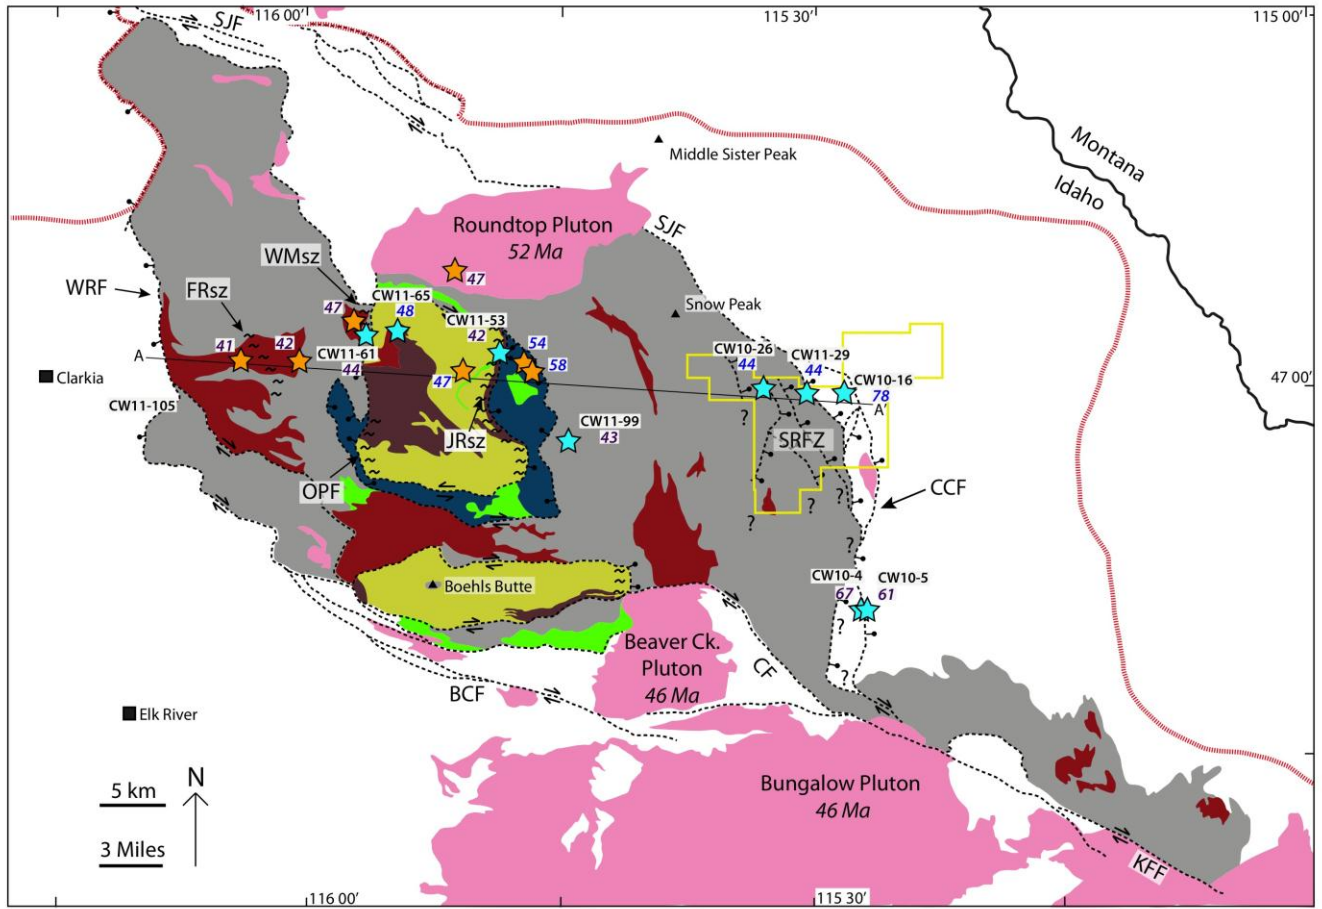 116 00′
115 30′
115 00′
SJF
Montana
Idaho
Middle Sister Peak
Roundtop Pluton
52 Ma
SJF
WMsz
WRF
FRsz
47
CW11-65
48
Snow Peak
47
CW11-53
42
54
58
41
42
CW11-61
44
47
A
Clarkia
CW11-105
CW10-26
44
CW11-29
44
CW10-16
78
A′
47 00′
JRsz
CW11-99
43
SRFZ
?
?
OPF
CCF
?
?
?
?
?
Boehls Butte
CW10-4
67
CW10-5
61
?
?
Beaver Ck.
Pluton
46 Ma
CF
BCF
Elk River
5 km
N
3 Miles
Bungalow Pluton
46 Ma
KFF
116 00′
115 30′